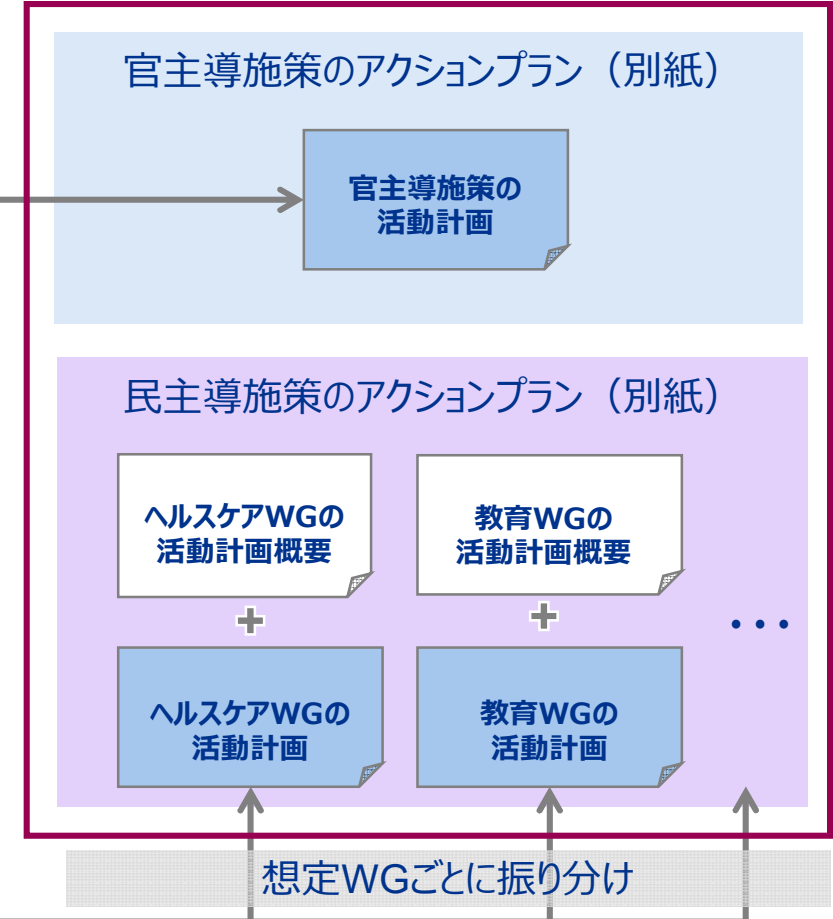 官主導施策のアクションプラン（別紙）
官主導施策の
活動計画
民主導施策のアクションプラン（別紙）
ヘルスケアWGの
活動計画概要
教育WGの
活動計画概要
+
+
・・・
ヘルスケアWGの
活動計画
教育WGの
活動計画
想定WGごとに振り分け